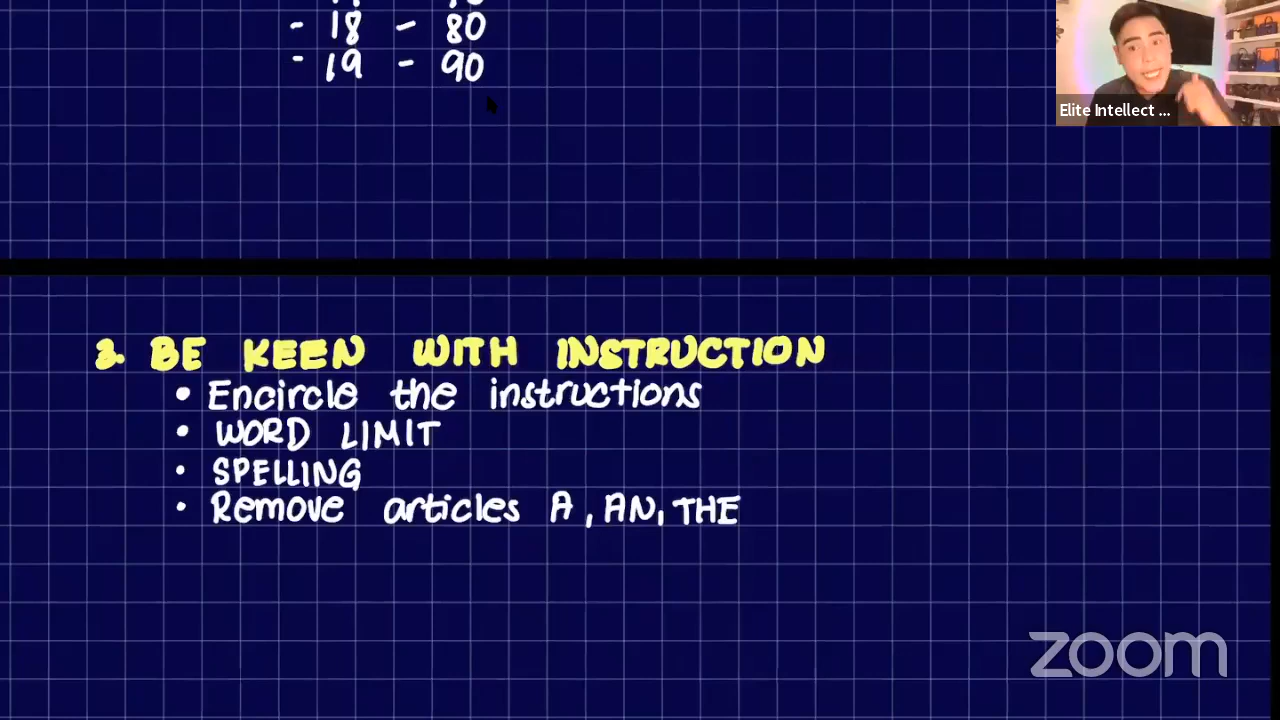 - 18 - 80
- 19 - 90
Elite Intellect ...
3. BE KEEN WITH INSTRUCTION
• Encircle the instructions
• WORD LIMIT
• SPELLING
• Remove articles A, AN, THE
zoom